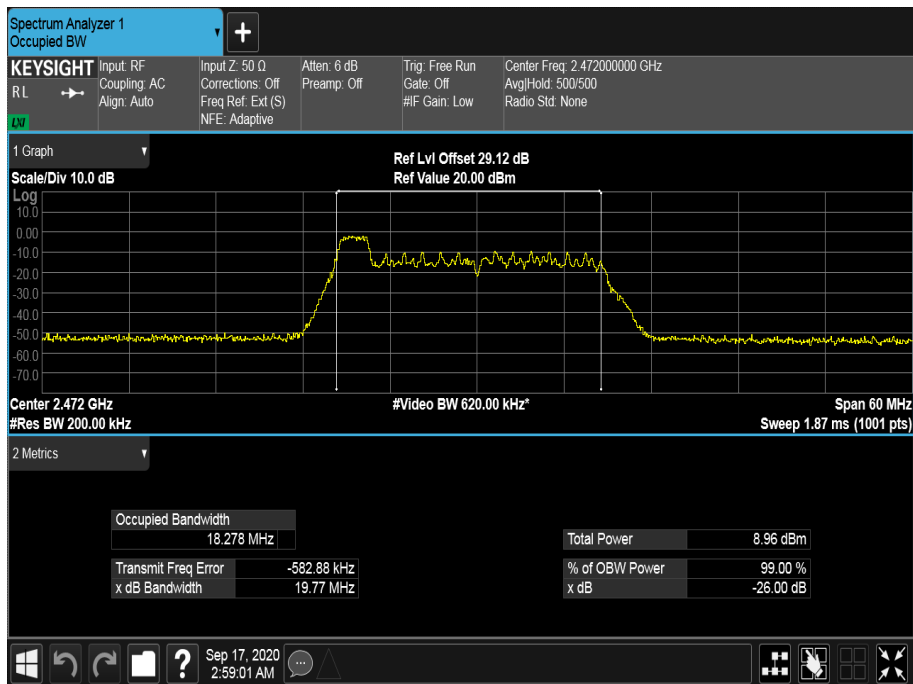 Spectrum Analyzer 1
Occupied BW
+
KEYSIGHT
RL
LXI
Input: RF
Coupling: AC
Align: Auto
Input Z: 50 Ω
Corrections: Off
Freq Ref: Ext (S)
NFE: Adaptive
Atten: 6 dB
Preamp: Off
Trig: Free Run
Gate: Off
#IF Gain: Low
Center Freq: 2.472000000 GHz
Avg|Hold: 500/500
Radio Std: None
1 Graph
Scale/Div 10.0 dB
Ref Lvl Offset 29.12 dB
Ref Value 20.00 dBm
Log
10.0
0.00
-10.0
-20.0
-30.0
-40.0
-50.0
-60.0
-70.0
Center 2.472 GHz
#Video BW 620.00 kHz*
Span 60 MHz
#Res BW 200.00 kHz
Sweep 1.87 ms (1001 pts)
2 Metrics
Occupied Bandwidth
18.278 MHz
Total Power 8.96 dBm
Transmit Freq Error -582.88 kHz
% of OBW Power 99.00 %
x dB Bandwidth 19.77 MHz
x dB -26.00 dB
?
Sep 17, 2020
2:59:01 AM